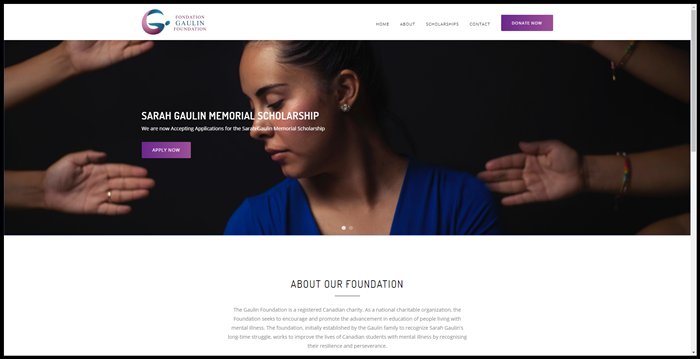 FONDATION
GAULIN
FOUNDATION
HOME
ABOUT
SCHOLARSHIPS
CONTACT
DONATE NOW
SARAH GAULIN MEMORIAL SCHOLARSHIP
We are now Accepting Applications for the Sarah Gaulin Memorial Scholarship
APPLY NOW
ABOUT OUR FOUNDATION
The Gaulin Foundation is a registered Canadian charity. As a national charitable organization, the
Foundation seeks to encourage and promote the advancement in education of people living with
mental illness. The foundation, initially established by the Gaulin family to recognize Sarah Gaulin's
long-time struggle, works to improve the lives of Canadian students with mental illness by recognising
their resilience and perseverance.